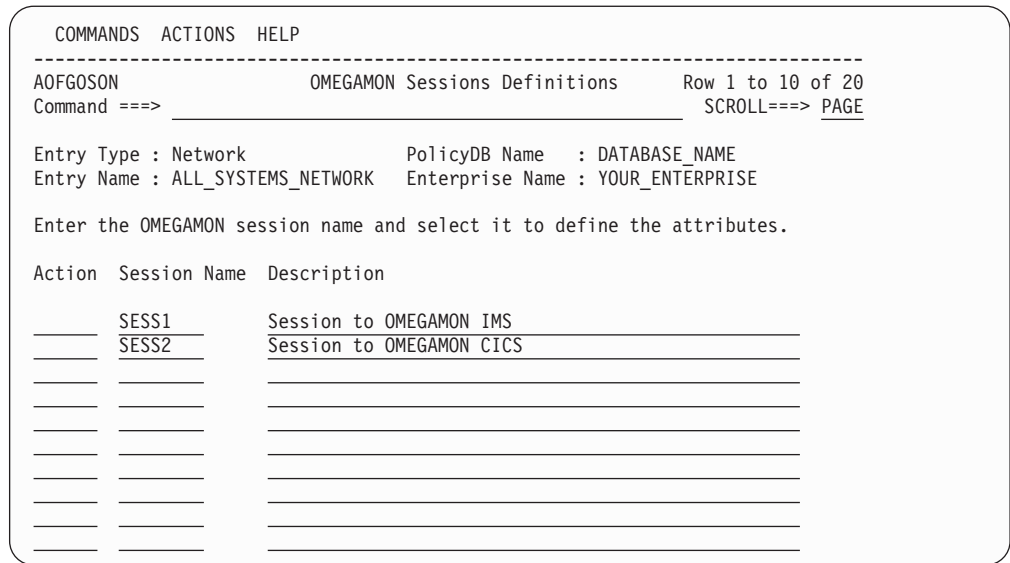 COMMANDS ACTIONS HELP
-------------------------------------------------------------------------------
AOFGOSON OMEGAMON Sessions Definitions Row 1 to 10 of 20
Command ===> SCROLL===> PAGE
Entry Type : Network PolicyDB Name : DATABASE_NAME
Entry Name : ALL_SYSTEMS_NETWORK Enterprise Name : YOUR_ENTERPRISE
Enter the OMEGAMON session name and select it to define the attributes.
Action Session Name Description
SESS1 Session to OMEGAMON IMS
SESS2 Session to OMEGAMON CICS